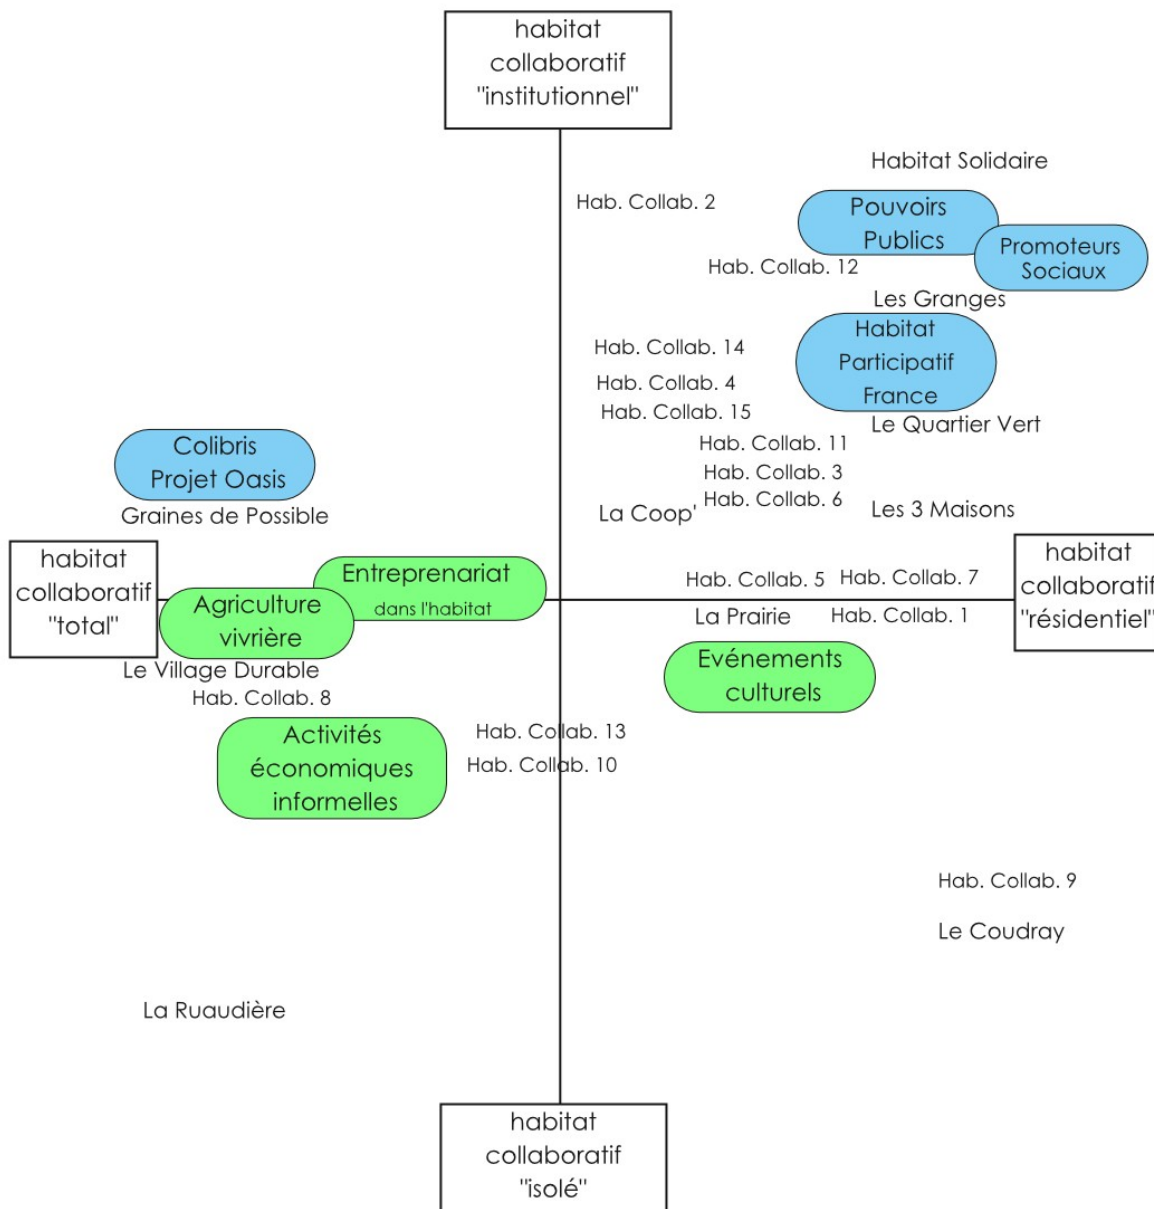 habitat
collaboratif
"institutionnel"
Habitat Solidaire
Hab. Collab. 2
Pouvoirs
Publics
Promoteurs
Sociaux
Hab. Collab. 12
Les Granges
Habitat
Participatif
France
Hab. Collab. 14
Hab. Collab. 4
Hab. Collab. 15
Le Quartier Vert
Hab. Collab. 11
Colibris
Projet Oasis
Hab. Collab. 3
Hab. Collab. 6
Graines de Possible
La Coop'
Les 3 Maisons
habitat
collaboratif
"total"
Entreprenariat
dans l'habitat
Agriculture
vivrière
Hab. Collab. 5
Hab. Collab. 7
habitat
collaboratif
"résidentiel"
La Prairie
Hab. Collab. 1
Le Village Durable
Evénements
culturels
Hab. Collab. 8
Activités
économiques
informelles
Hab. Collab. 13
Hab. Collab. 10
Hab. Collab. 9
Le Coudray
La Ruaudière
habitat
collaboratif
"isolé"